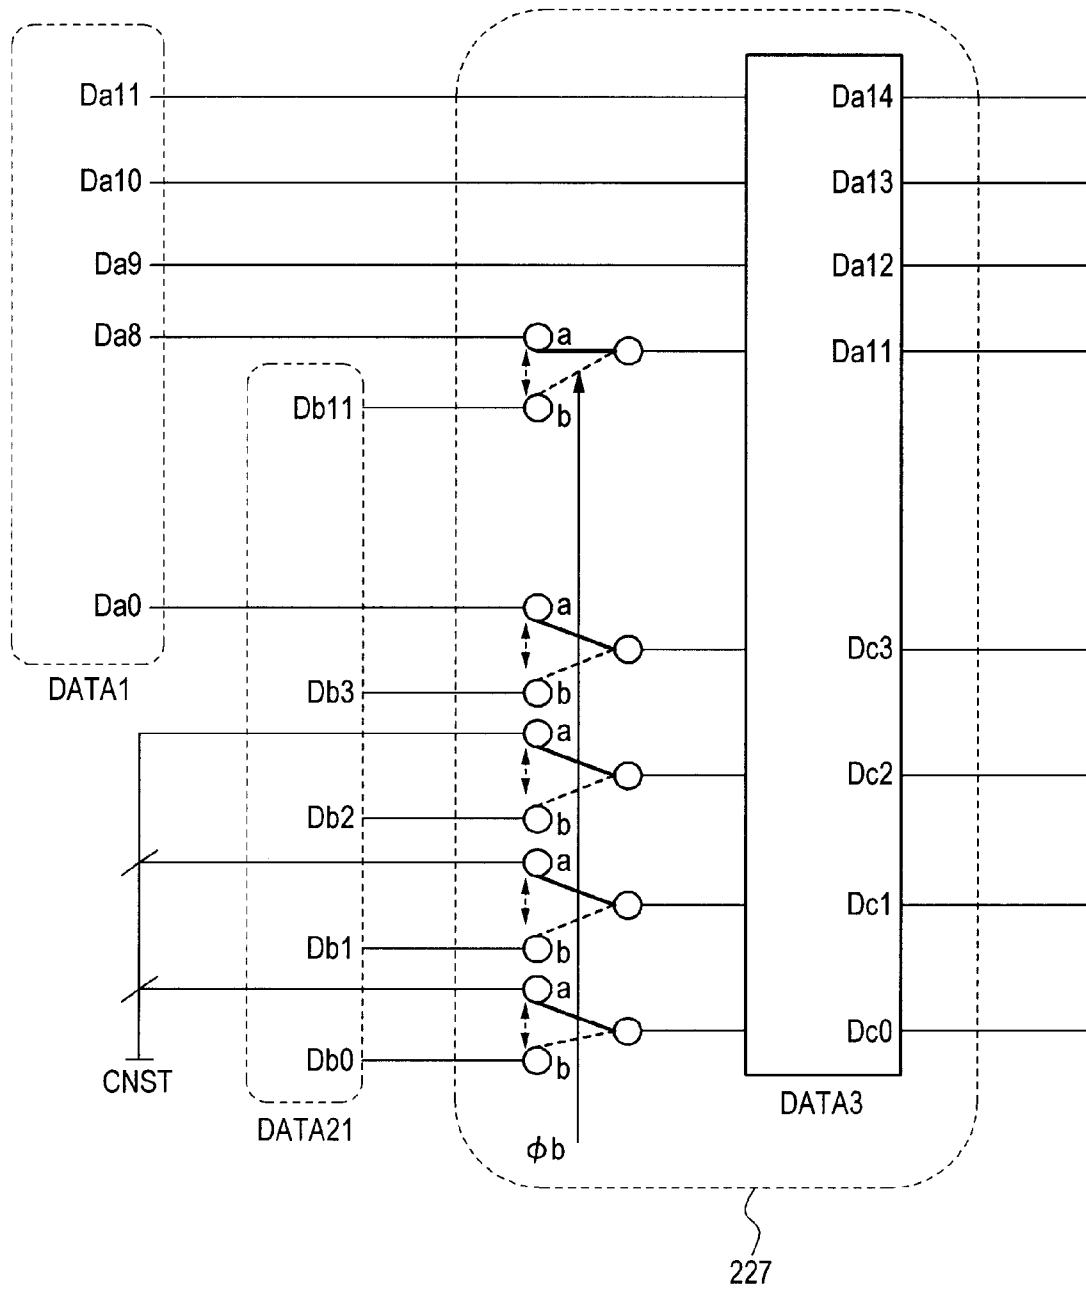 Da11 Da14
Da10 Da13
Da9 Da12
Da8 a Da11
Db11 b
Da0 a
Dc3
DATA1 Db3 b
a
Dc2
Db2 b
a
Dc1
Db1 b
a
Dc0
Db0 b
CNST
DATA3
DATA21
ϕb
227